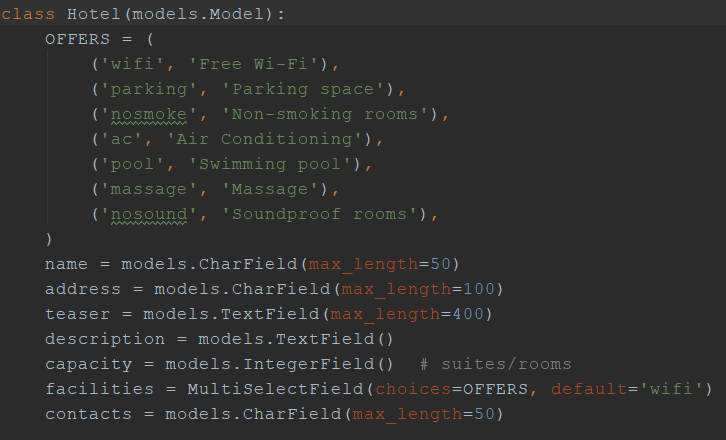 class Hotel(models.Model):
    OFFERS = (
        ('wifi', 'Free Wi-Fi'),
        ('parking', 'Parking space'),
        ('nosmoke', 'Non-smoking rooms'),
        ('ac', 'Air Conditioning'),
        ('pool', 'Swimming pool'),
        ('massage', 'Massage'),
        ('nosound', 'Soundproof rooms'),
    )
    name = models.CharField(max_length=50)
    address = models.CharField(max_length=100)
    teaser = models.TextField(max_length=400)
    description = models.TextField()
    capacity = models.IntegerField()  # suites/rooms
    facilities = MultiSelectField(choices=OFFERS, default='wifi')
    contacts = models.CharField(max_length=50)